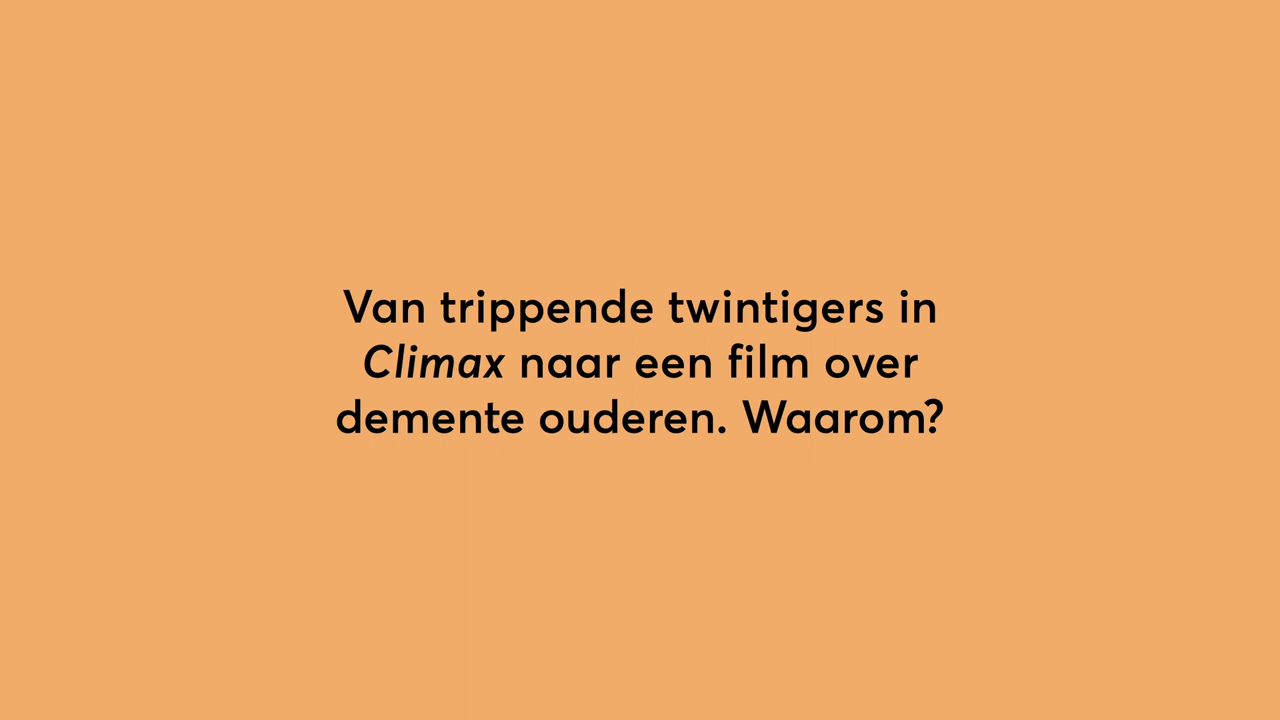 Van trippende twintigers in
Climax naar een film over
demente ouderen. Waarom?